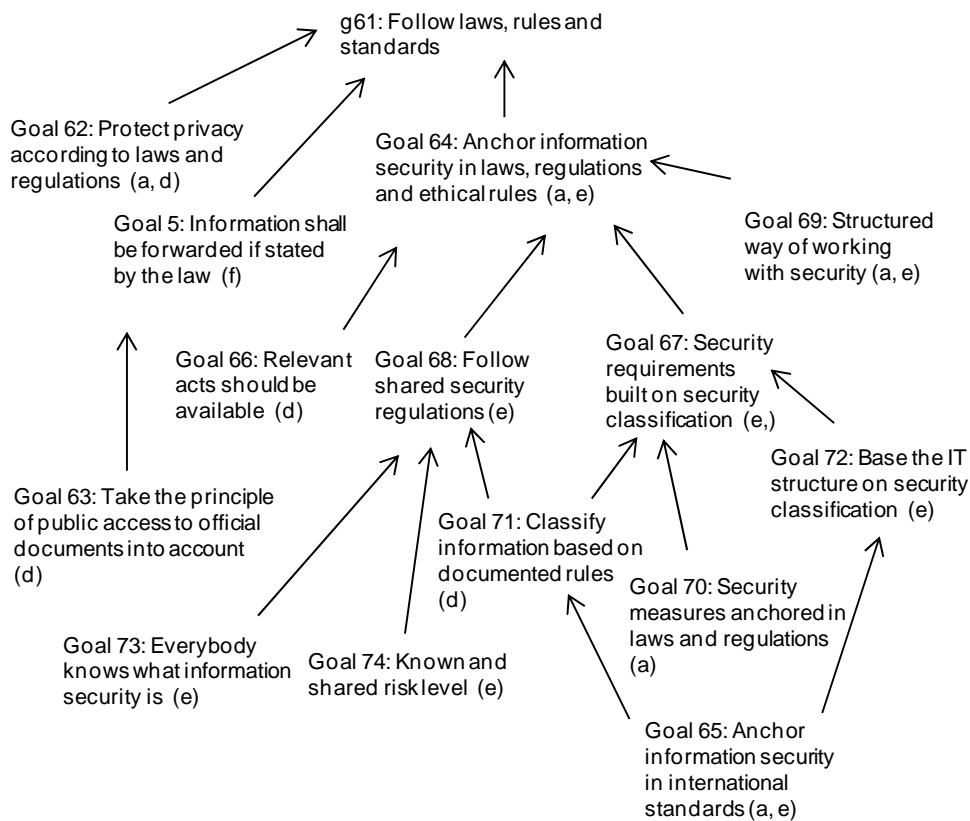 g61: Follow laws, rules and
standards
Goal 62: Protect privacy
according to laws and
regulations (a, d)
Goal 64: Anchor information
security in laws, regulations
and ethical rules (a, e)
Goal 5: Information shall
be forwarded if stated
by the law (f)
Goal 69: Structured
way of working
with security (a, e)
Goal 66: Relevant
acts should be
available (d)
Goal 68: Follow
shared security
regulations (e)
Goal 67: Security
requirements
built on security
classification (e,)
Goal 72: Base the IT
structure on security
classification (e)
Goal 63: Take the principle
of public access to official
documents into account
(d)
Goal 71: Classify
information based on
documented rules
(d)
Goal 70: Security
measures anchored in
laws and regulations
(a)
Goal 73: Everybody
knows what information
security is (e)
Goal 74: Known and
shared risk level (e)
Goal 65: Anchor
information security
in international
standards (a, e)